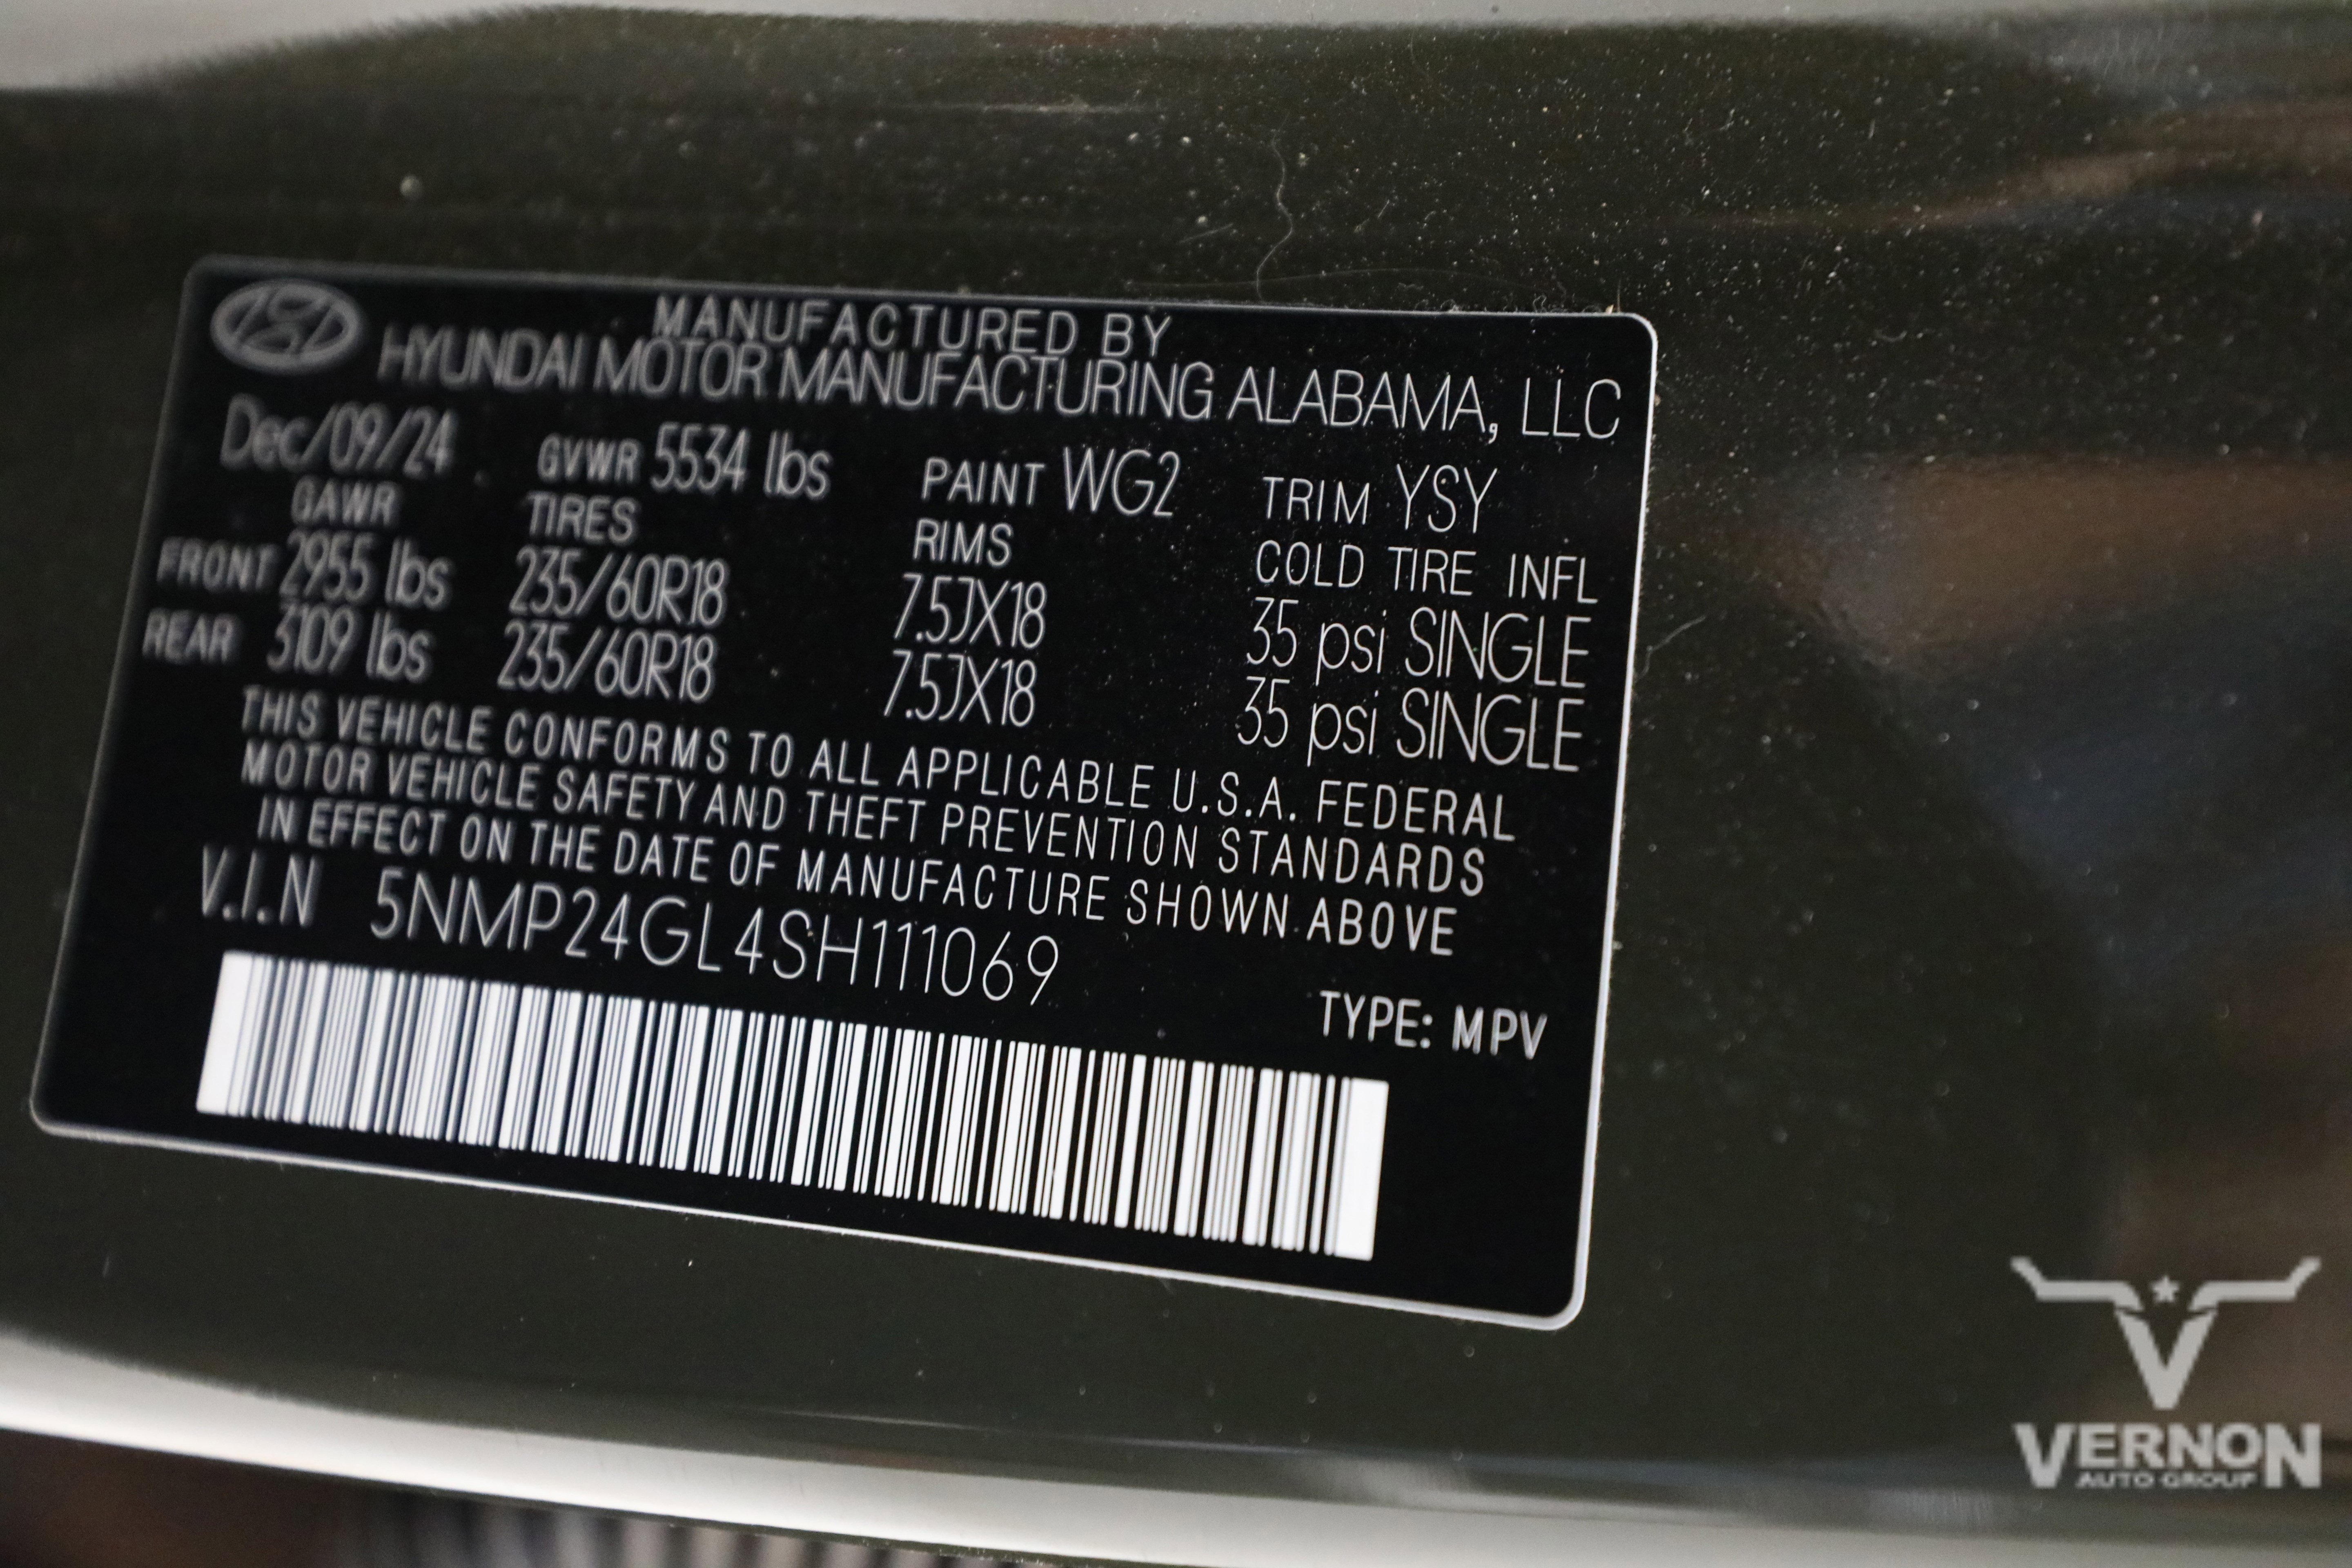 MANUFACTURED BY
HYUNDAI MOTOR MANUFACTURING ALABAMA, LLC
Dec/09/24 GVWR 5534 lbs PAINT WG2 TRIM YSY
GAWR TIRES RIMS COLD TIRE INFL
FRONT 2955 lbs 235/60R18 7.5JX18 35 psi SINGLE
REAR 3109 lbs 235/60R18 7.5JX18 35 psi SINGLE
THIS VEHICLE CONFORMS TO ALL APPLICABLE U.S.A. FEDERAL
MOTOR VEHICLE SAFETY AND THEFT PREVENTION STANDARDS
IN EFFECT ON THE DATE OF MANUFACTURE SHOWN ABOVE
V.I.N 5NMP24GL4SH111069
TYPE: MPV
VERNON
AUTO GROUP